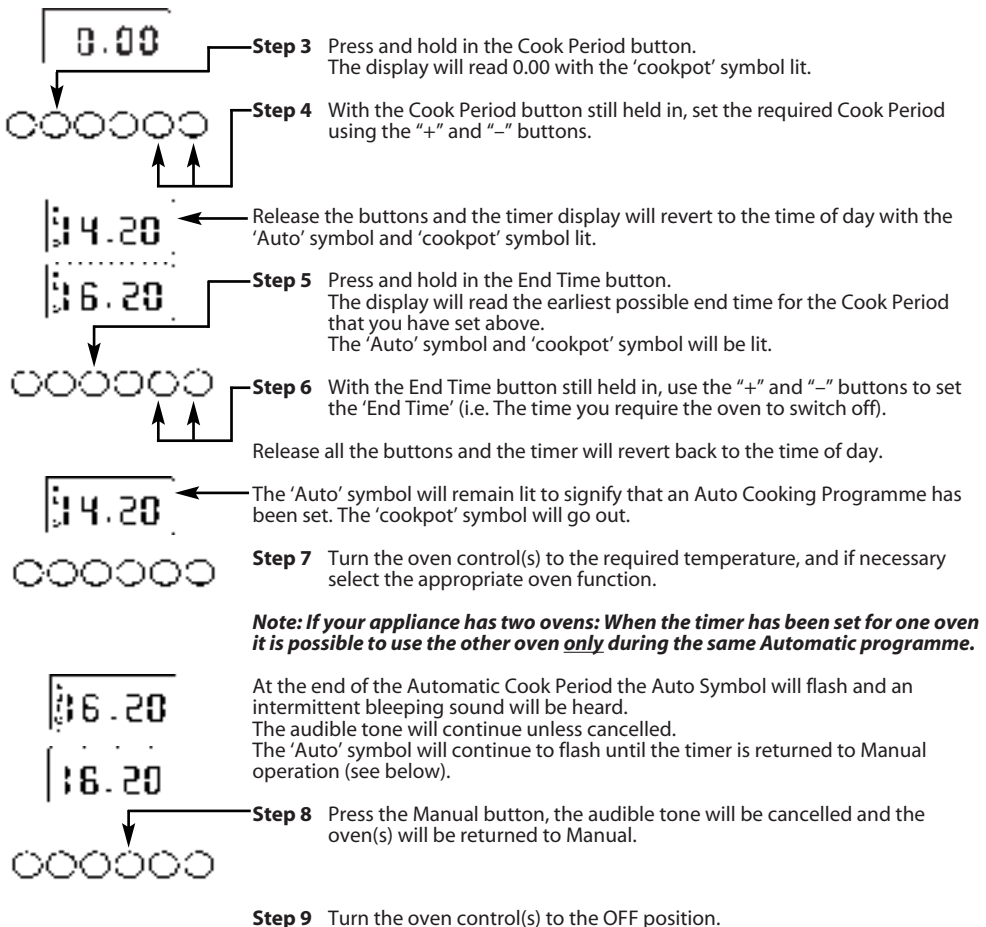 0.00
Step 3 Press and hold in the Cook Period button.
The display will read 0.00 with the ‘cookpot’ symbol lit.
Step 4 With the Cook Period button still held in, set the required Cook Period
using the “+” and “–” buttons.
14.20
Release the buttons and the timer display will revert to the time of day with the
‘Auto’ symbol and ‘cookpot’ symbol lit.
16.20
Step 5 Press and hold in the End Time button.
The display will read the earliest possible end time for the Cook Period
that you have set above.
The ‘Auto’ symbol and ‘cookpot’ symbol will be lit.
Step 6 With the End Time button still held in, use the “+” and “–” buttons to set
the ‘End Time’ (i.e. The time you require the oven to switch off).
Release all the buttons and the timer will revert back to the time of day.
14.20
The ‘Auto’ symbol will remain lit to signify that an Auto Cooking Programme has
been set. The ‘cookpot’ symbol will go out.
Step 7 Turn the oven control(s) to the required temperature, and if necessary
select the appropriate oven function.
Note: If your appliance has two ovens: When the timer has been set for one oven
it is possible to use the other oven only during the same Automatic programme.
16.20
At the end of the Automatic Cook Period the Auto Symbol will flash and an
intermittent bleeping sound will be heard.
The audible tone will continue unless cancelled.
The ‘Auto’ symbol will continue to flash until the timer is returned to Manual
operation (see below).
16.20
Step 8 Press the Manual button, the audible tone will be cancelled and the
oven(s) will be returned to Manual.
Step 9 Turn the oven control(s) to the OFF position.